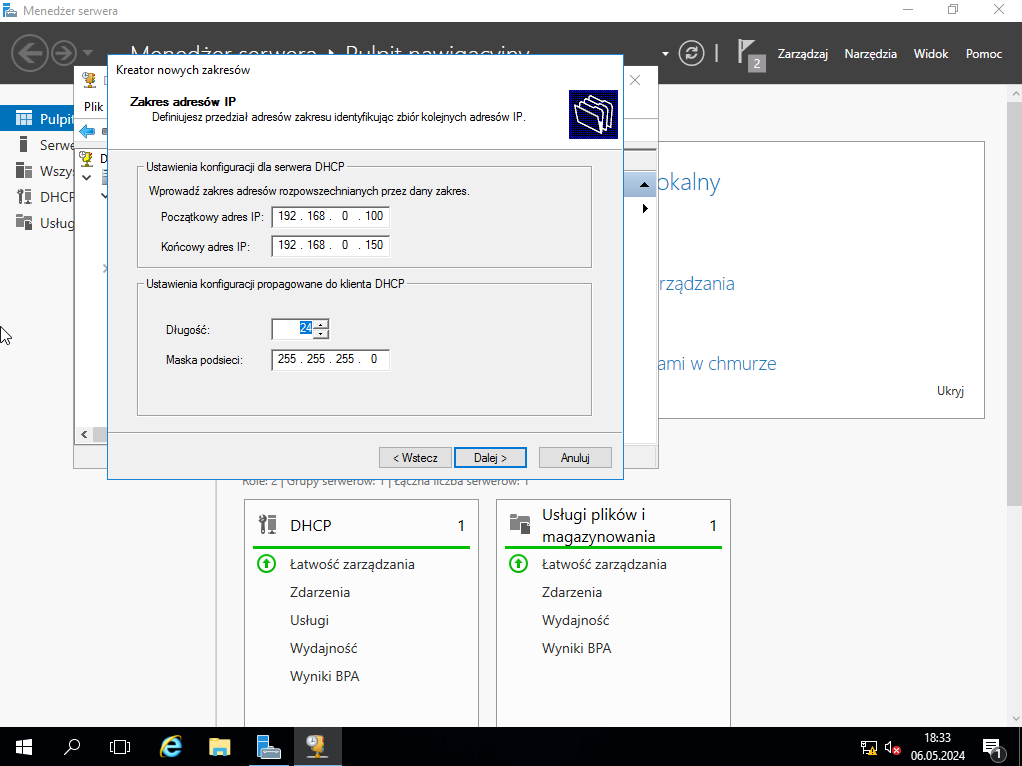 Menedżer serwera
Menedżer serwera ‣ Pulpit nawigacyjny
2
Zarządzaj Narzędzia Widok Pomoc
Kreator nowych zakresów
Zakres adresów IP
Definiujesz przedział adresów zakresu identyfikując zbiór kolejnych adresów IP.
Plik
Pulpit
Serwe
Wszys
DHCP
Usług
D
Ustawienia konfiguracji dla serwera DHCP
Wprowadź zakres adresów rozpowszechnianych przez dany zakres.
Początkowy adres IP: 192 . 168 . 0 . 100
Końcowy adres IP: 192 . 168 . 0 . 150
Ustawienia konfiguracji propagowane do klienta DHCP
Długość: 24
Maska podsieci: 255 . 255 . 255 . 0
< Wstecz Dalej > Anuluj
okalny
rządzania
ami w chmurze
Ukryj
Role: 2 | Grupy serwerów: 1 | Łączna liczba serwerów: 1
DHCP 1
Łatwość zarządzania
Zdarzenia
Usługi
Wydajność
Wyniki BPA
Usługi plików i
magazynowania 1
Łatwość zarządzania
Zdarzenia
Wydajność
Wyniki BPA
18:33
06.05.2024
1